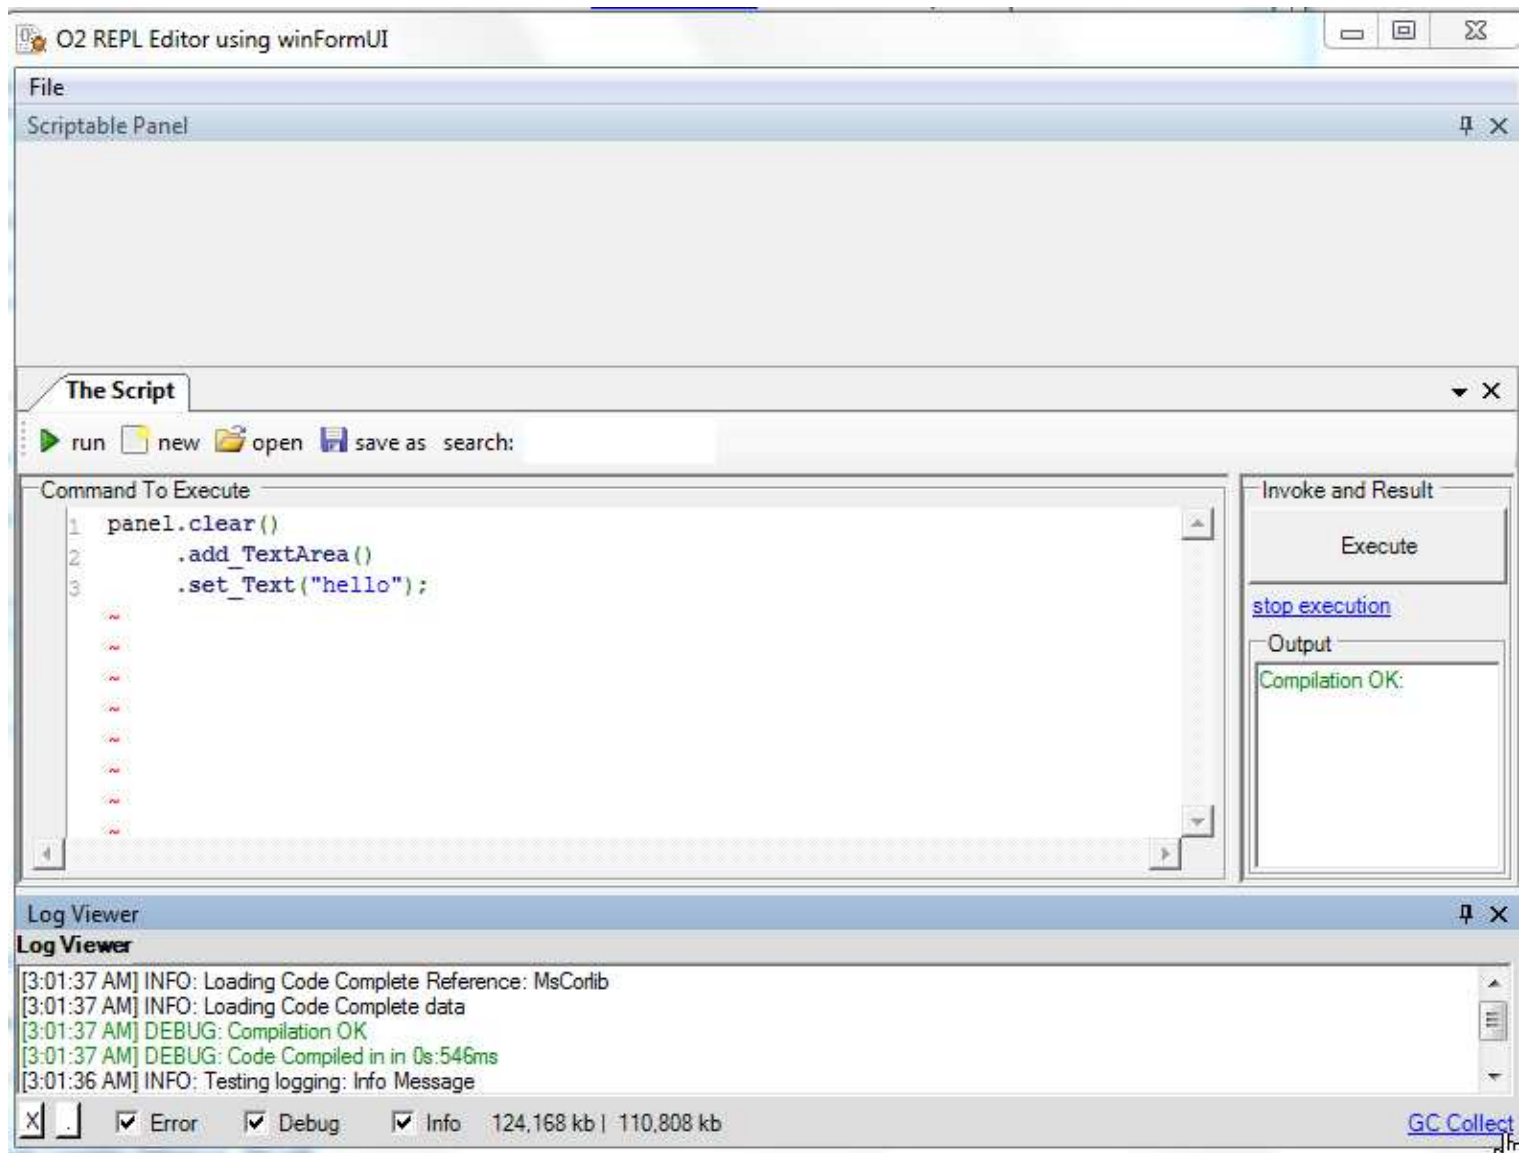 O2 REPL Editor using winFormUI
File
Scriptable Panel
The Script
run new open save as search:
Command To Execute
1 panel.clear()
2 .add_TextArea()
3 .set_Text("hello");
~
~
~
~
~
~
~
~
Invoke and Result
Execute
stop execution
Output
Compilation OK:
Log Viewer
Log Viewer
[3:01:37 AM] INFO: Loading Code Complete Reference: MsCorlib
[3:01:37 AM] INFO: Loading Code Complete data
[3:01:37 AM] DEBUG: Compilation OK
[3:01:37 AM] DEBUG: Code Compiled in in 0s:546ms
[3:01:36 AM] INFO: Testing logging: Info Message
X . Error Debug Info 124,168 kb | 110,808 kb GC Collect